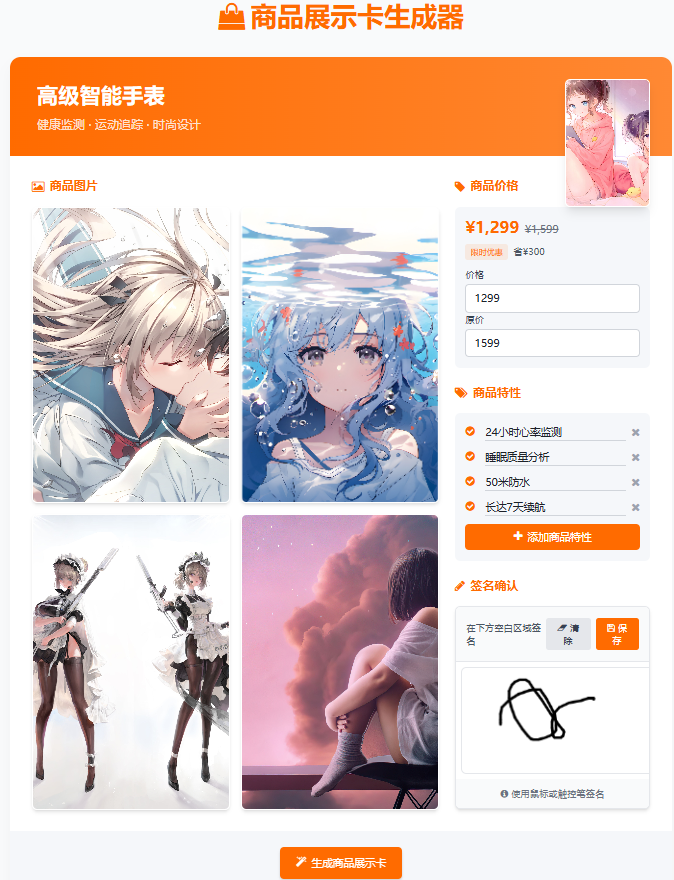 商品展示卡生成器
高级智能手表
健康监测 · 运动追踪 · 时尚设计
商品图片
商品价格
¥1,299 ¥1,599
限时优惠 省¥300
价格
1299
原价
1599
商品特性
24小时心率监测
睡眠质量分析
50米防水
长达7天续航
添加商品特性
签名确认
在下方空白区域签名
清除
保存
使用鼠标或触控笔签名
生成商品展示卡